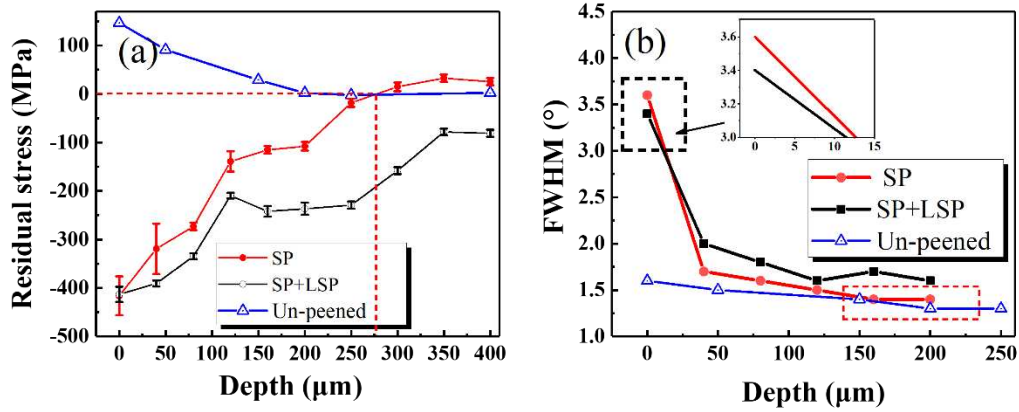 (a)
Residual stress (MPa)
100
0
-100
-200
-300
-400
-500
SP
SP+LSP
Un-peened
0 50 100 150 200 250 300 350 400
Depth (μm)
(b)
FWHM (°)
4.5
4.0
3.5
3.0
2.5
2.0
1.5
1.0
3.6
3.4
3.2
3.0
0 5 10 15
SP
SP+LSP
Un-peened
0 50 100 150 200 250
Depth (μm)